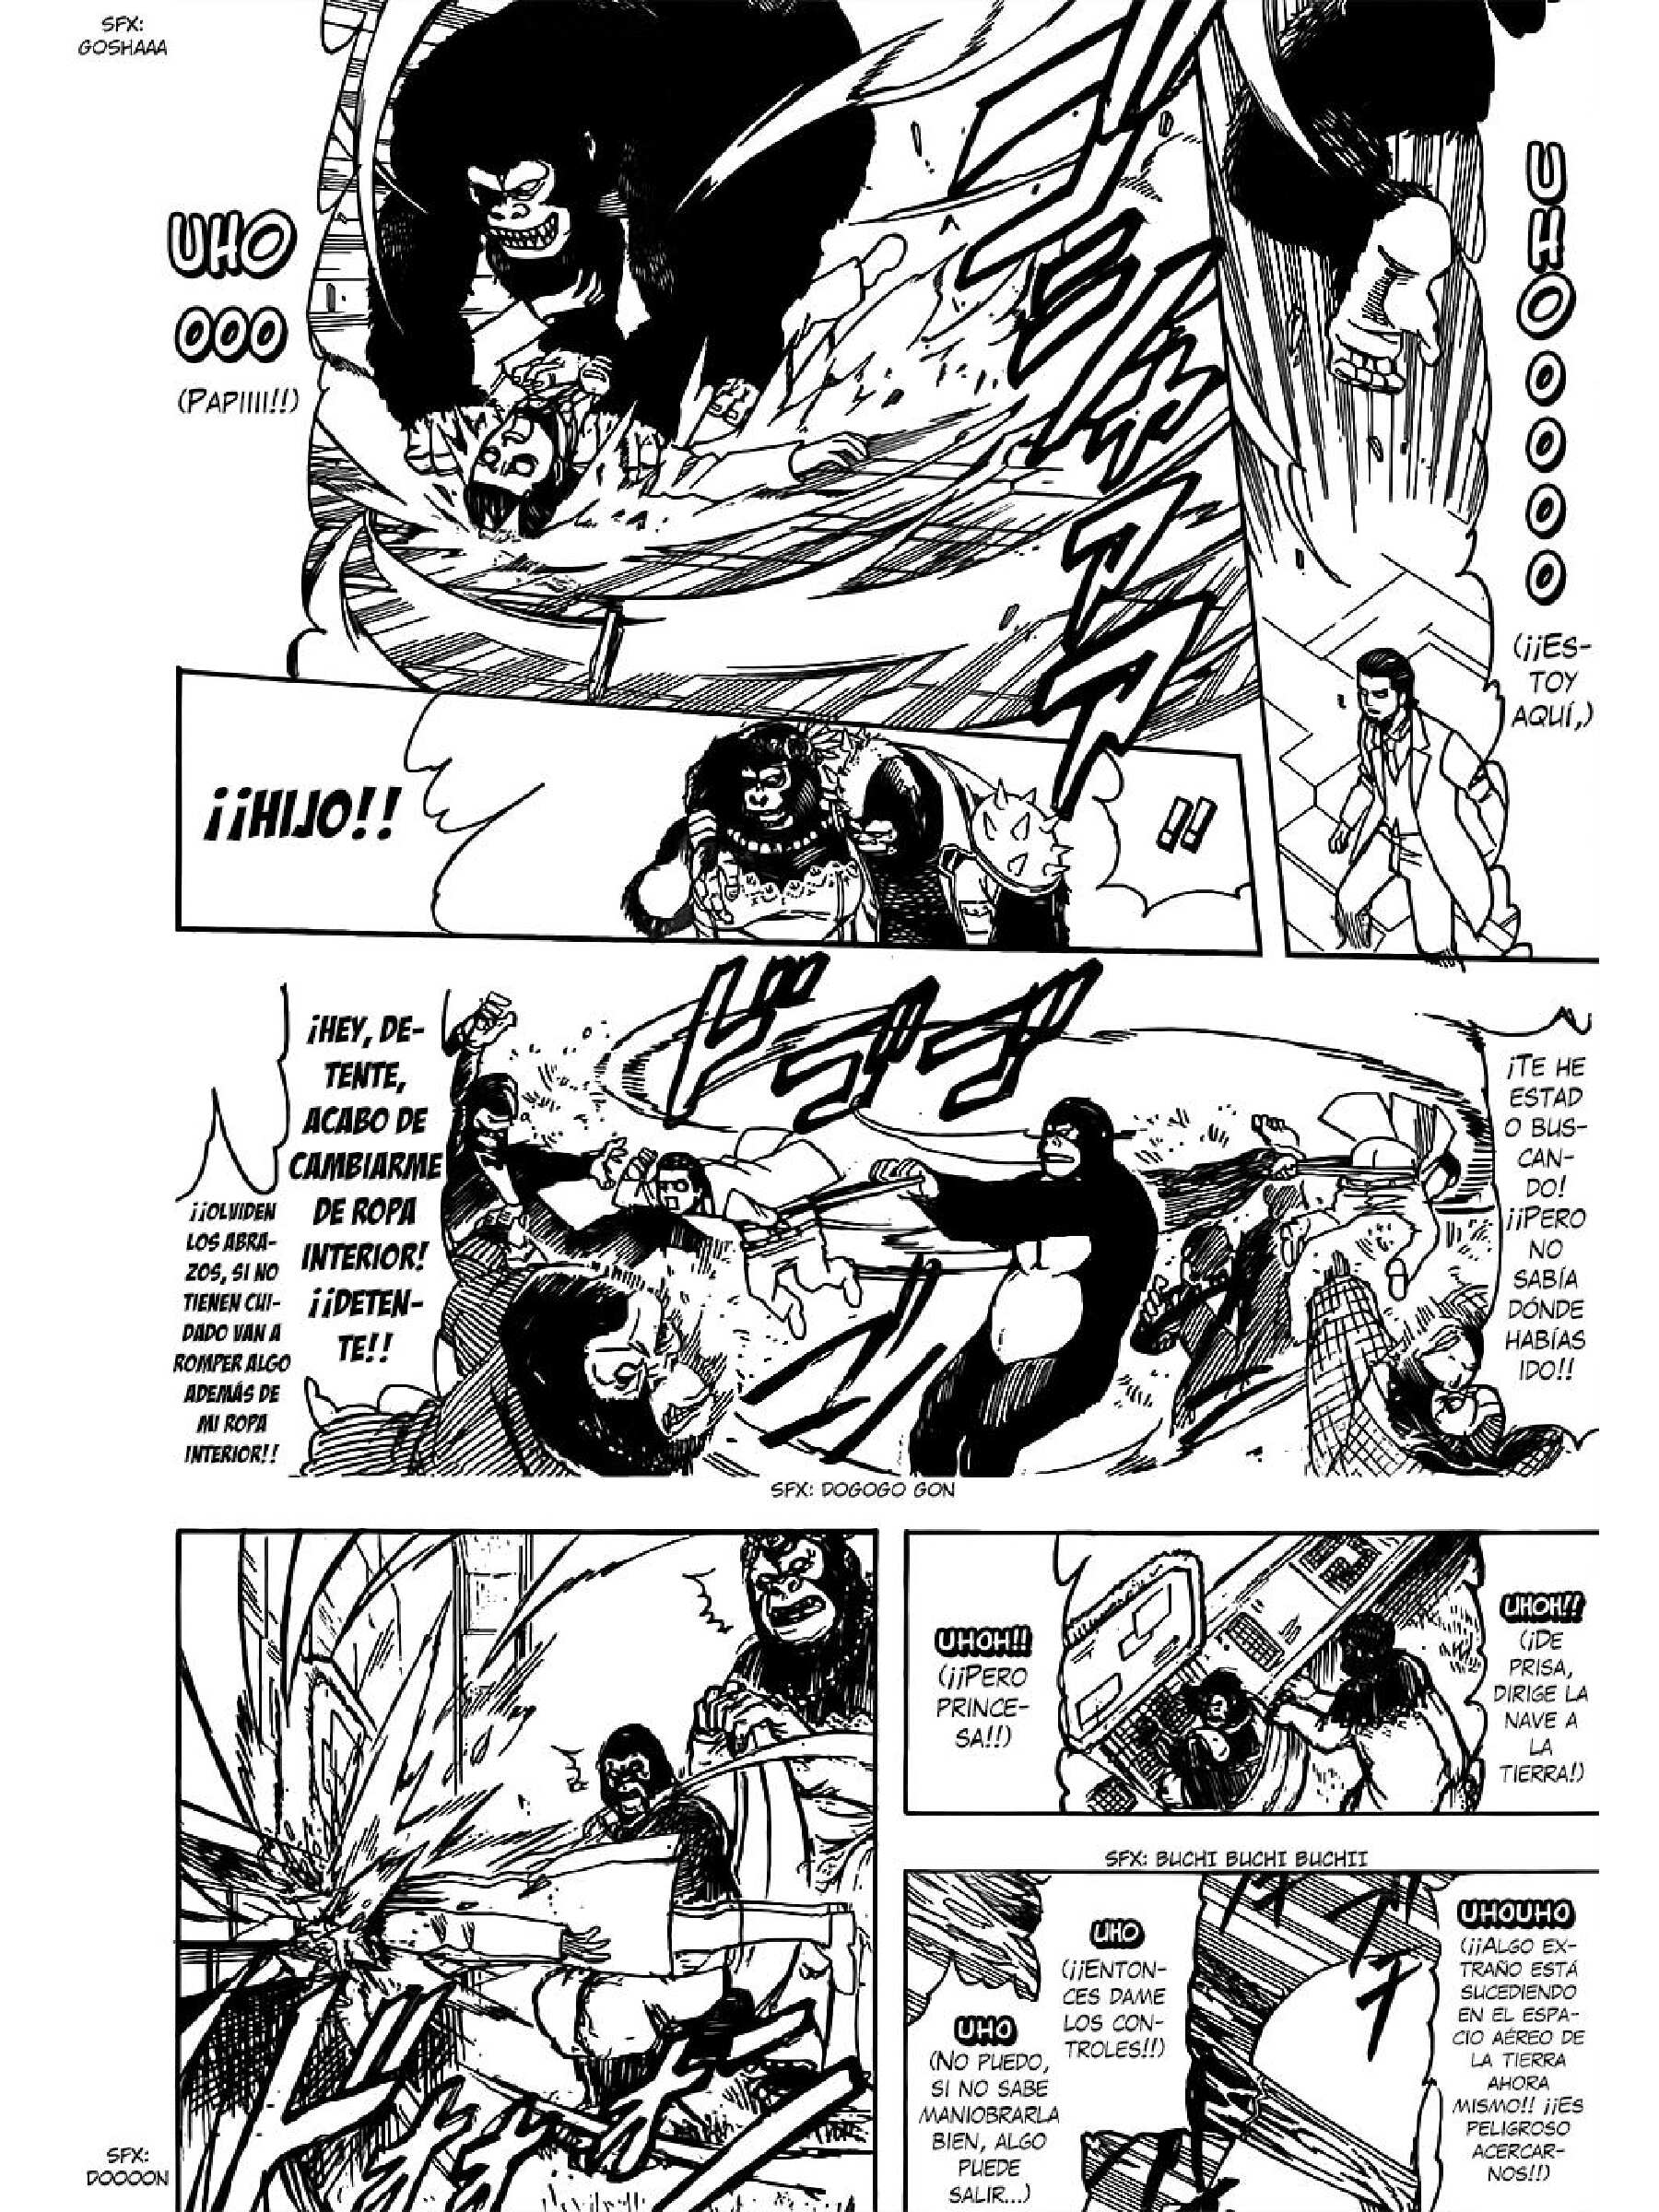 UHO
OOOOO
(¡¡ES-
TOY
AQUÍ,)
SFX:
GOSHAAA
UHO
OOO
(PAPIIII!!)
!!
¡¡HIJO!!
¡TE HE
ESTAD
O BUS-
CAN-
DO!
¡¡PERO
NO
SABÍA
DÓNDE
HABÍAS
IDO!!
¡HEY, DE-
TENTE,
ACABO DE
CAMBIARME
DE ROPA
INTERIOR!
¡¡DETEN-
TE!!
¡¡OLVIDEN
LOS ABRA-
ZOS, SI NO
TIENEN CUI-
DADO VAN A
ROMPER ALGO
ADEMÁS DE
MI ROPA
INTERIOR!!
SFX: DOGOGO GON
UHOH!!
(¡DE
PRISA,
DIRIGE LA
NAVE A
LA
TIERRA!)
UHOH!!
(¡¡PERO
PRINCE-
SA!!)
SFX: BUCHI BUCHI BUCHII
UHOUHO
(¡¡ALGO EX-
TRAÑO ESTÁ
SUCEDIENDO
EN EL ESPA-
CIO AÉREO DE
LA TIERRA
AHORA
MISMO!! ¡¡ES
PELIGROSO
ACERCAR-
NOS!!)
UHO
(¡¡ENTON-
CES DAME
LOS CON-
TROLES!!)
UHO
(NO PUEDO,
SI NO SABE
MANIOBRARLA
BIEN, ALGO
PUEDE
SALIR...)
SFX:
DOOOON